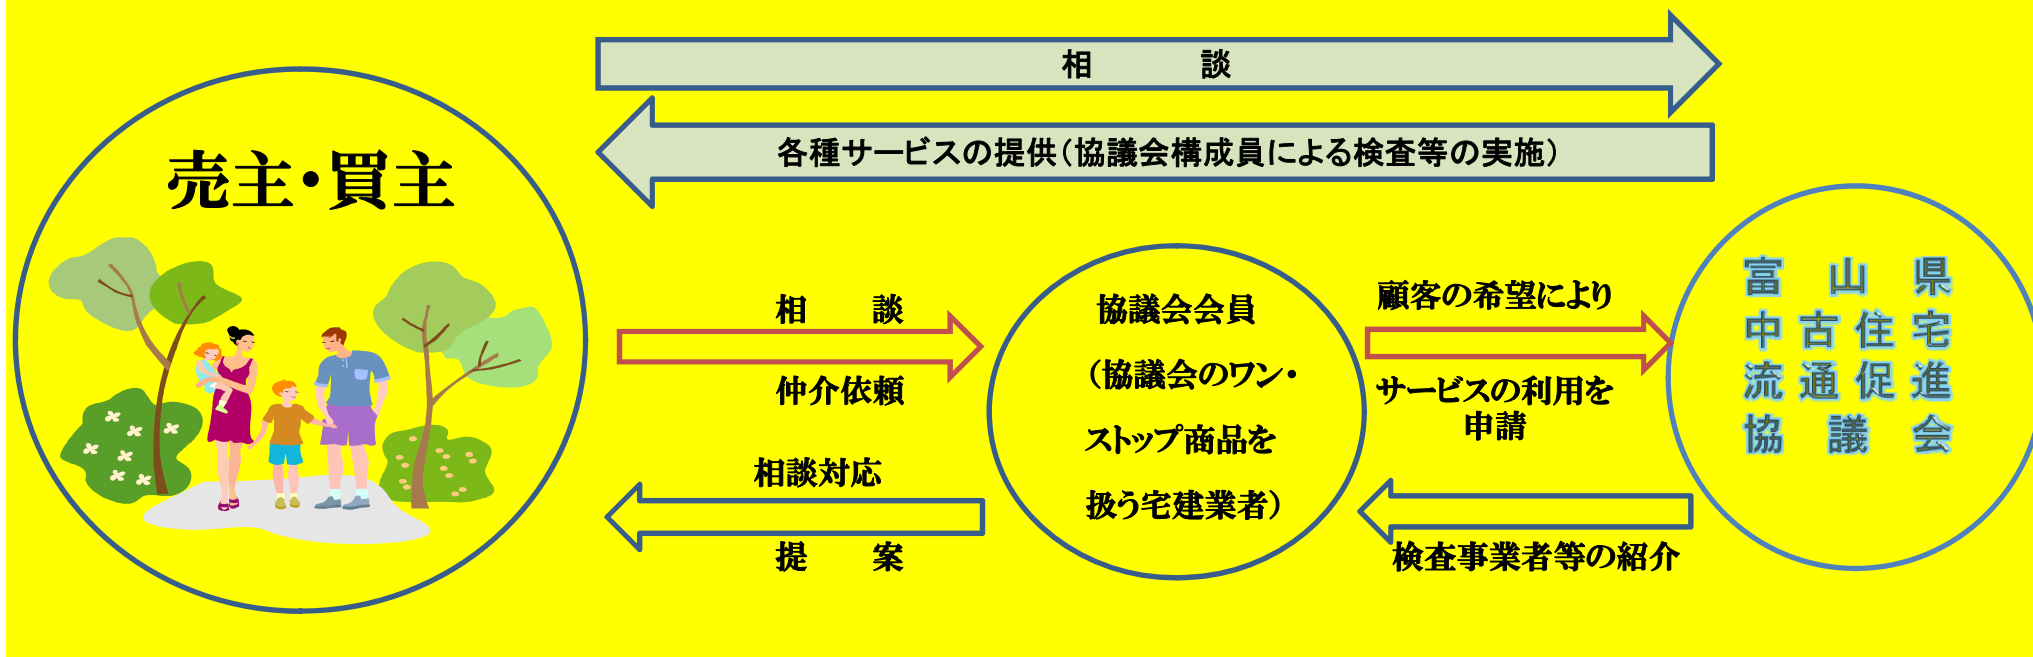 相 談
各種サービスの提供（協議会構成員による検査等の実施）
売主・買主
相 談
仲介依頼
相談対応
提 案
協議会会員
（協議会のワン・
ストップ商品を
扱う宅建業者）
顧客の希望により
サービスの利用を
申請
検査事業者等の紹介
富 山 県
中 古 住 宅
流 通 促 進
協 議 会